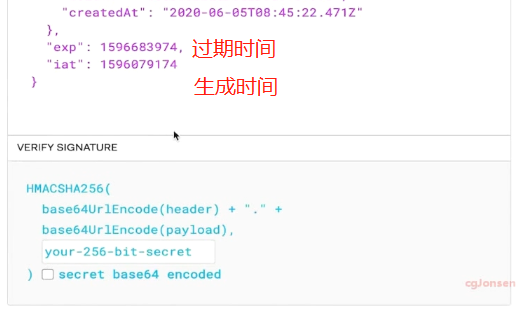 "createdAt": "2020-06-05T08:45:22.471Z"
},
"exp": 1596683974, 过期时间
"iat": 1596079174
生成时间
}
VERIFY SIGNATURE
HMACSHA256(
base64UrlEncode(header) + "." +
base64UrlEncode(payload),
your-256-bit-secret
) secret base64 encoded
cgJonsen